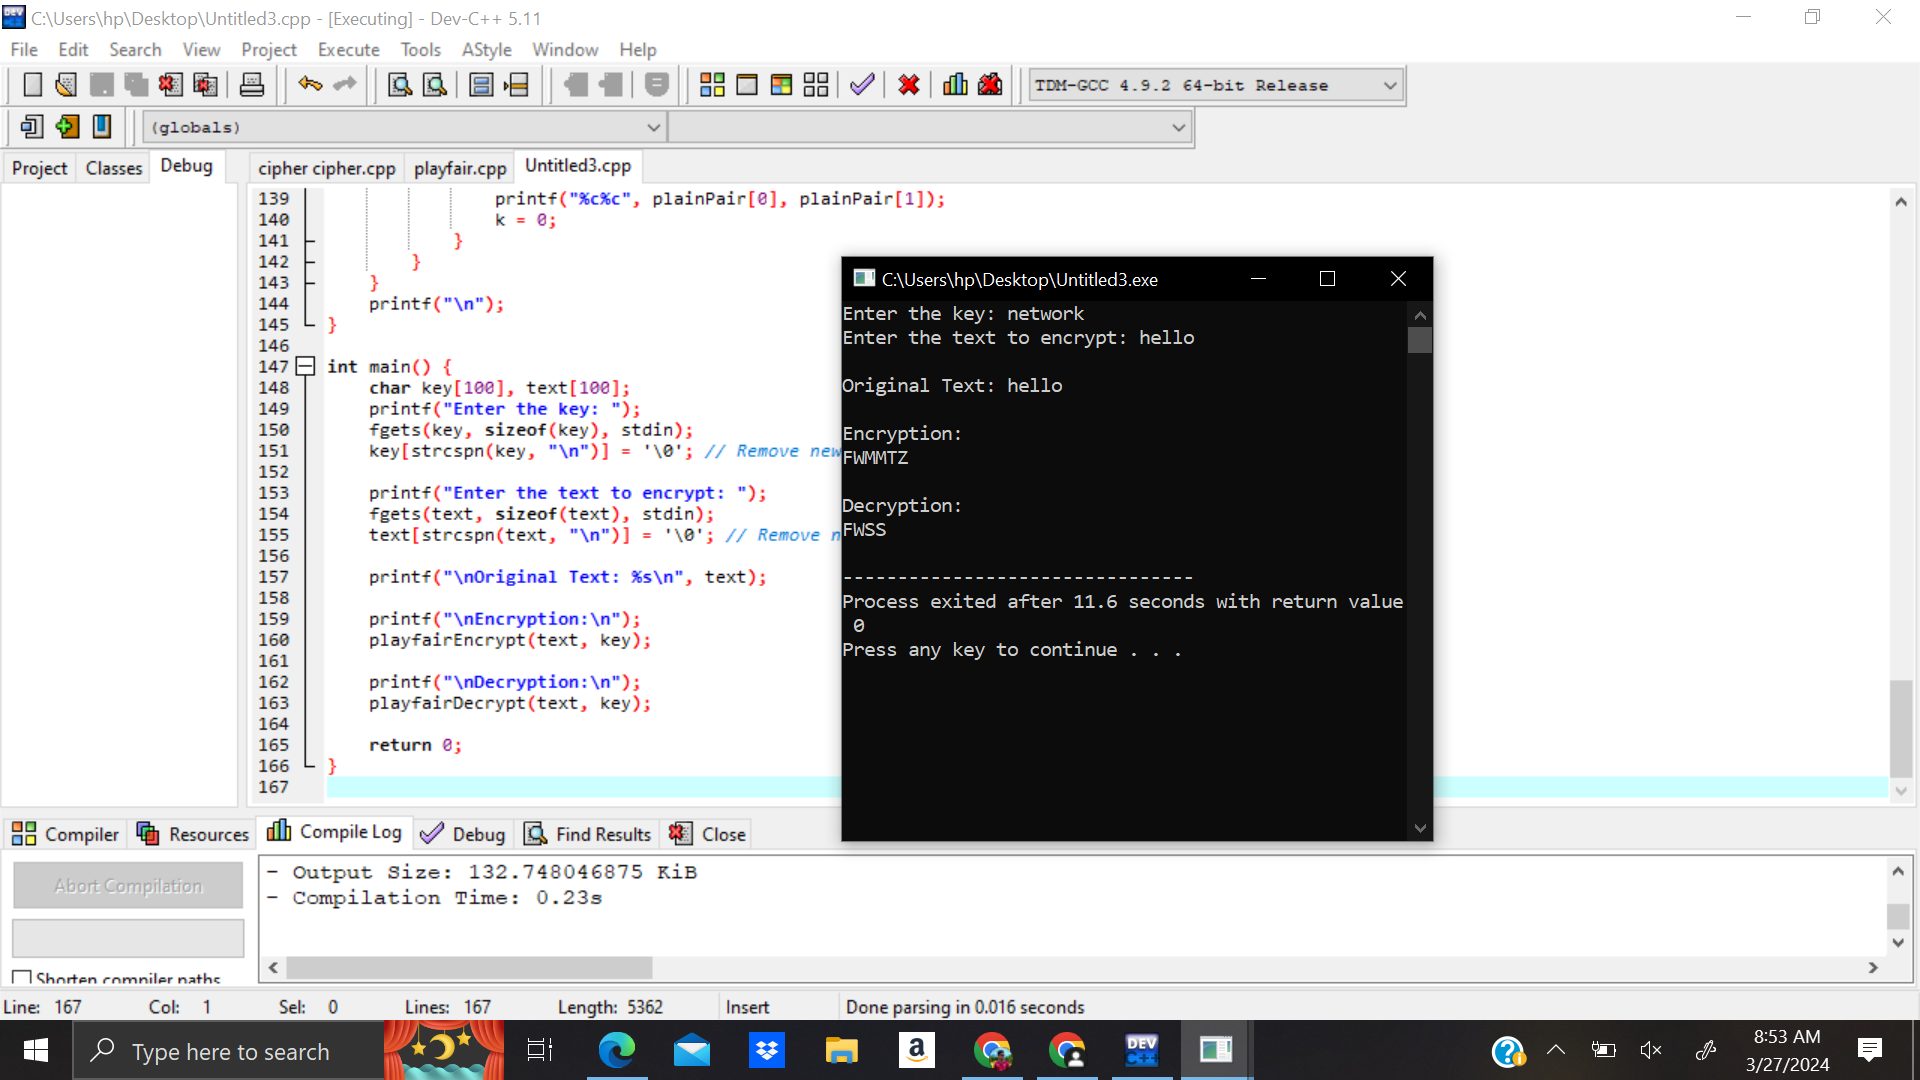 C:\Users\hp\Desktop\Untitled3.cpp - [Executing] - Dev-C++ 5.11
File Edit Search View Project Execute Tools AStyle Window Help
TDM-GCC 4.9.2 64-bit Release
(globals)
Project Classes Debug
cipher cipher.cpp playfair.cpp Untitled3.cpp
139 printf("%c%c", plainPair[0], plainPair[1]);
140 k = 0;
141 }
142 }
143 }
144 printf("\n");
145 }
146
147 int main() {
148 char key[100], text[100];
149 printf("Enter the key: ");
150 fgets(key, sizeof(key), stdin);
151 key[strcspn(key, "\n")] = '\0'; // Remove new
152
153 printf("Enter the text to encrypt: ");
154 fgets(text, sizeof(text), stdin);
155 text[strcspn(text, "\n")] = '\0'; // Remove n
156
157 printf("\nOriginal Text: %s\n", text);
158
159 printf("\nEncryption:\n");
160 playfairEncrypt(text, key);
161
162 printf("\nDecryption:\n");
163 playfairDecrypt(text, key);
164
165 return 0;
166 }
167
C:\Users\hp\Desktop\Untitled3.exe
Enter the key: network
Enter the text to encrypt: hello
Original Text: hello
Encryption:
FWMMTZ
Decryption:
FWSS
--------------------------------
Process exited after 11.6 seconds with return value
0
Press any key to continue . . .
Compiler Resources Compile Log Debug Find Results Close
Abort Compilation
Shorten compiler paths
- Output Size: 132.748046875 KiB
- Compilation Time: 0.23s
Line: 167 Col: 1 Sel: 0 Lines: 167 Length: 5362 Insert Done parsing in 0.016 seconds
Type here to search
DEV
C++
8:53 AM
3/27/2024